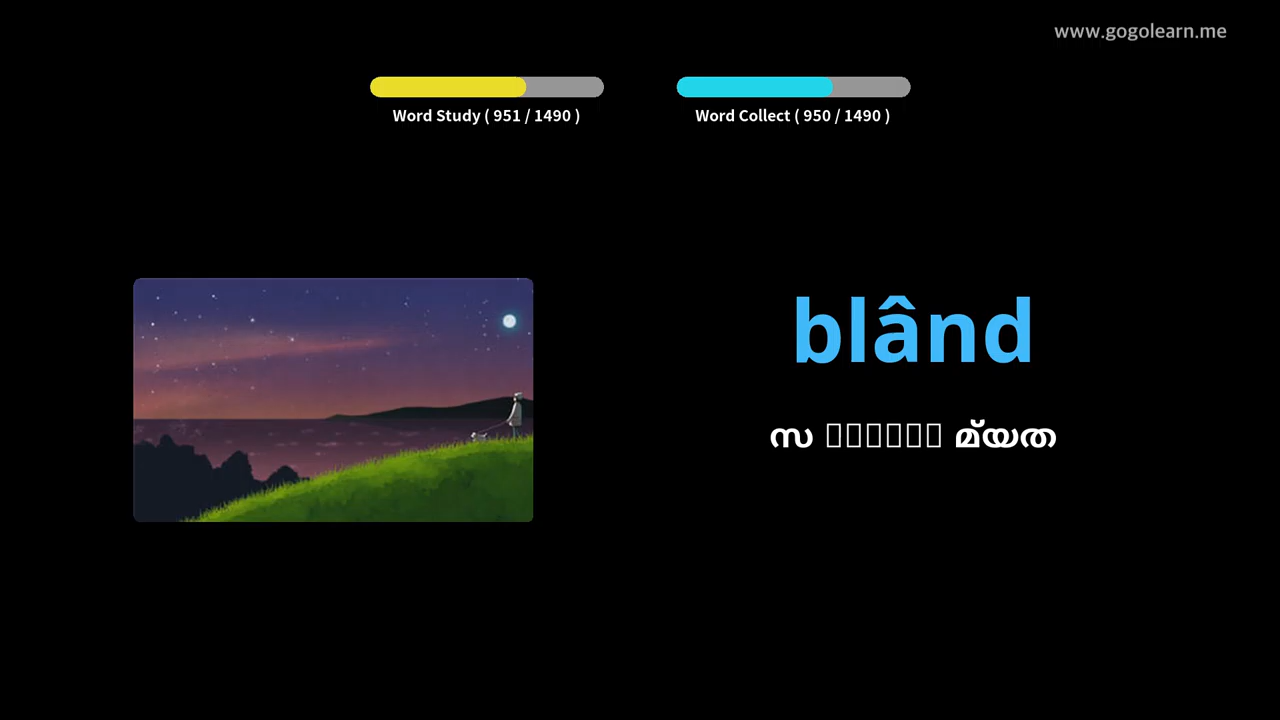 www.gogolearn.me
Word Study ( 951 / 1490 )
Word Collect ( 950 / 1490 )
blând
സ മ്യത